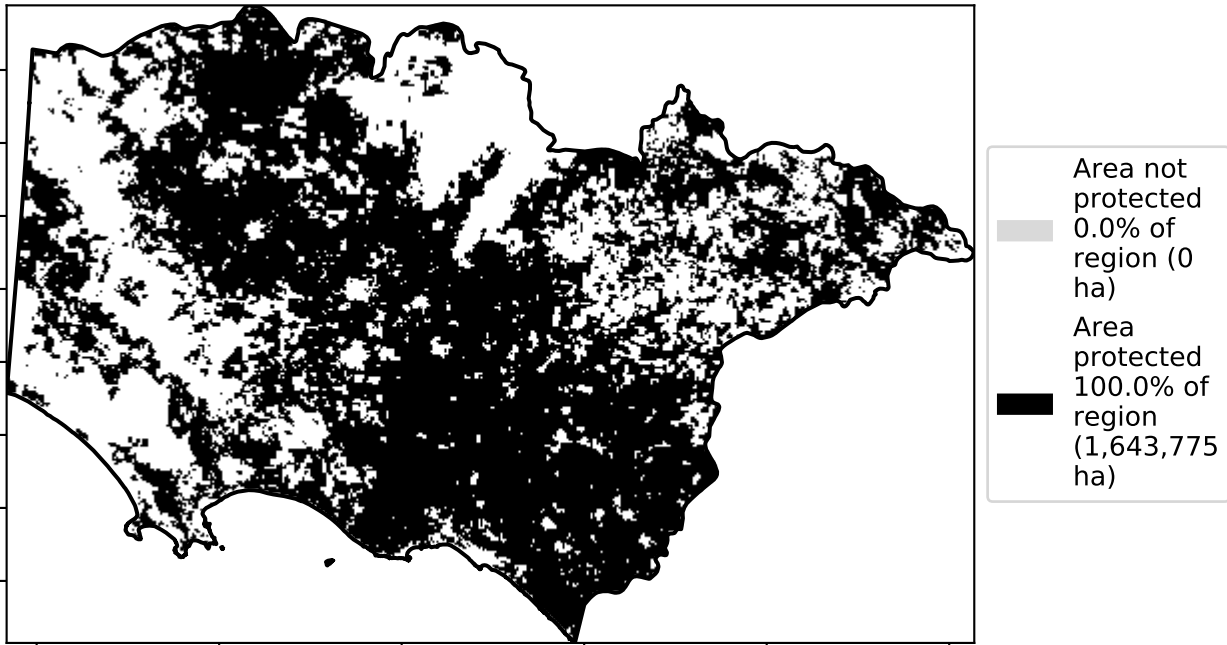 Area not
protected
0.0% of
region (0
ha)
Area
protected
100.0% of
region
(1,643,775
ha)